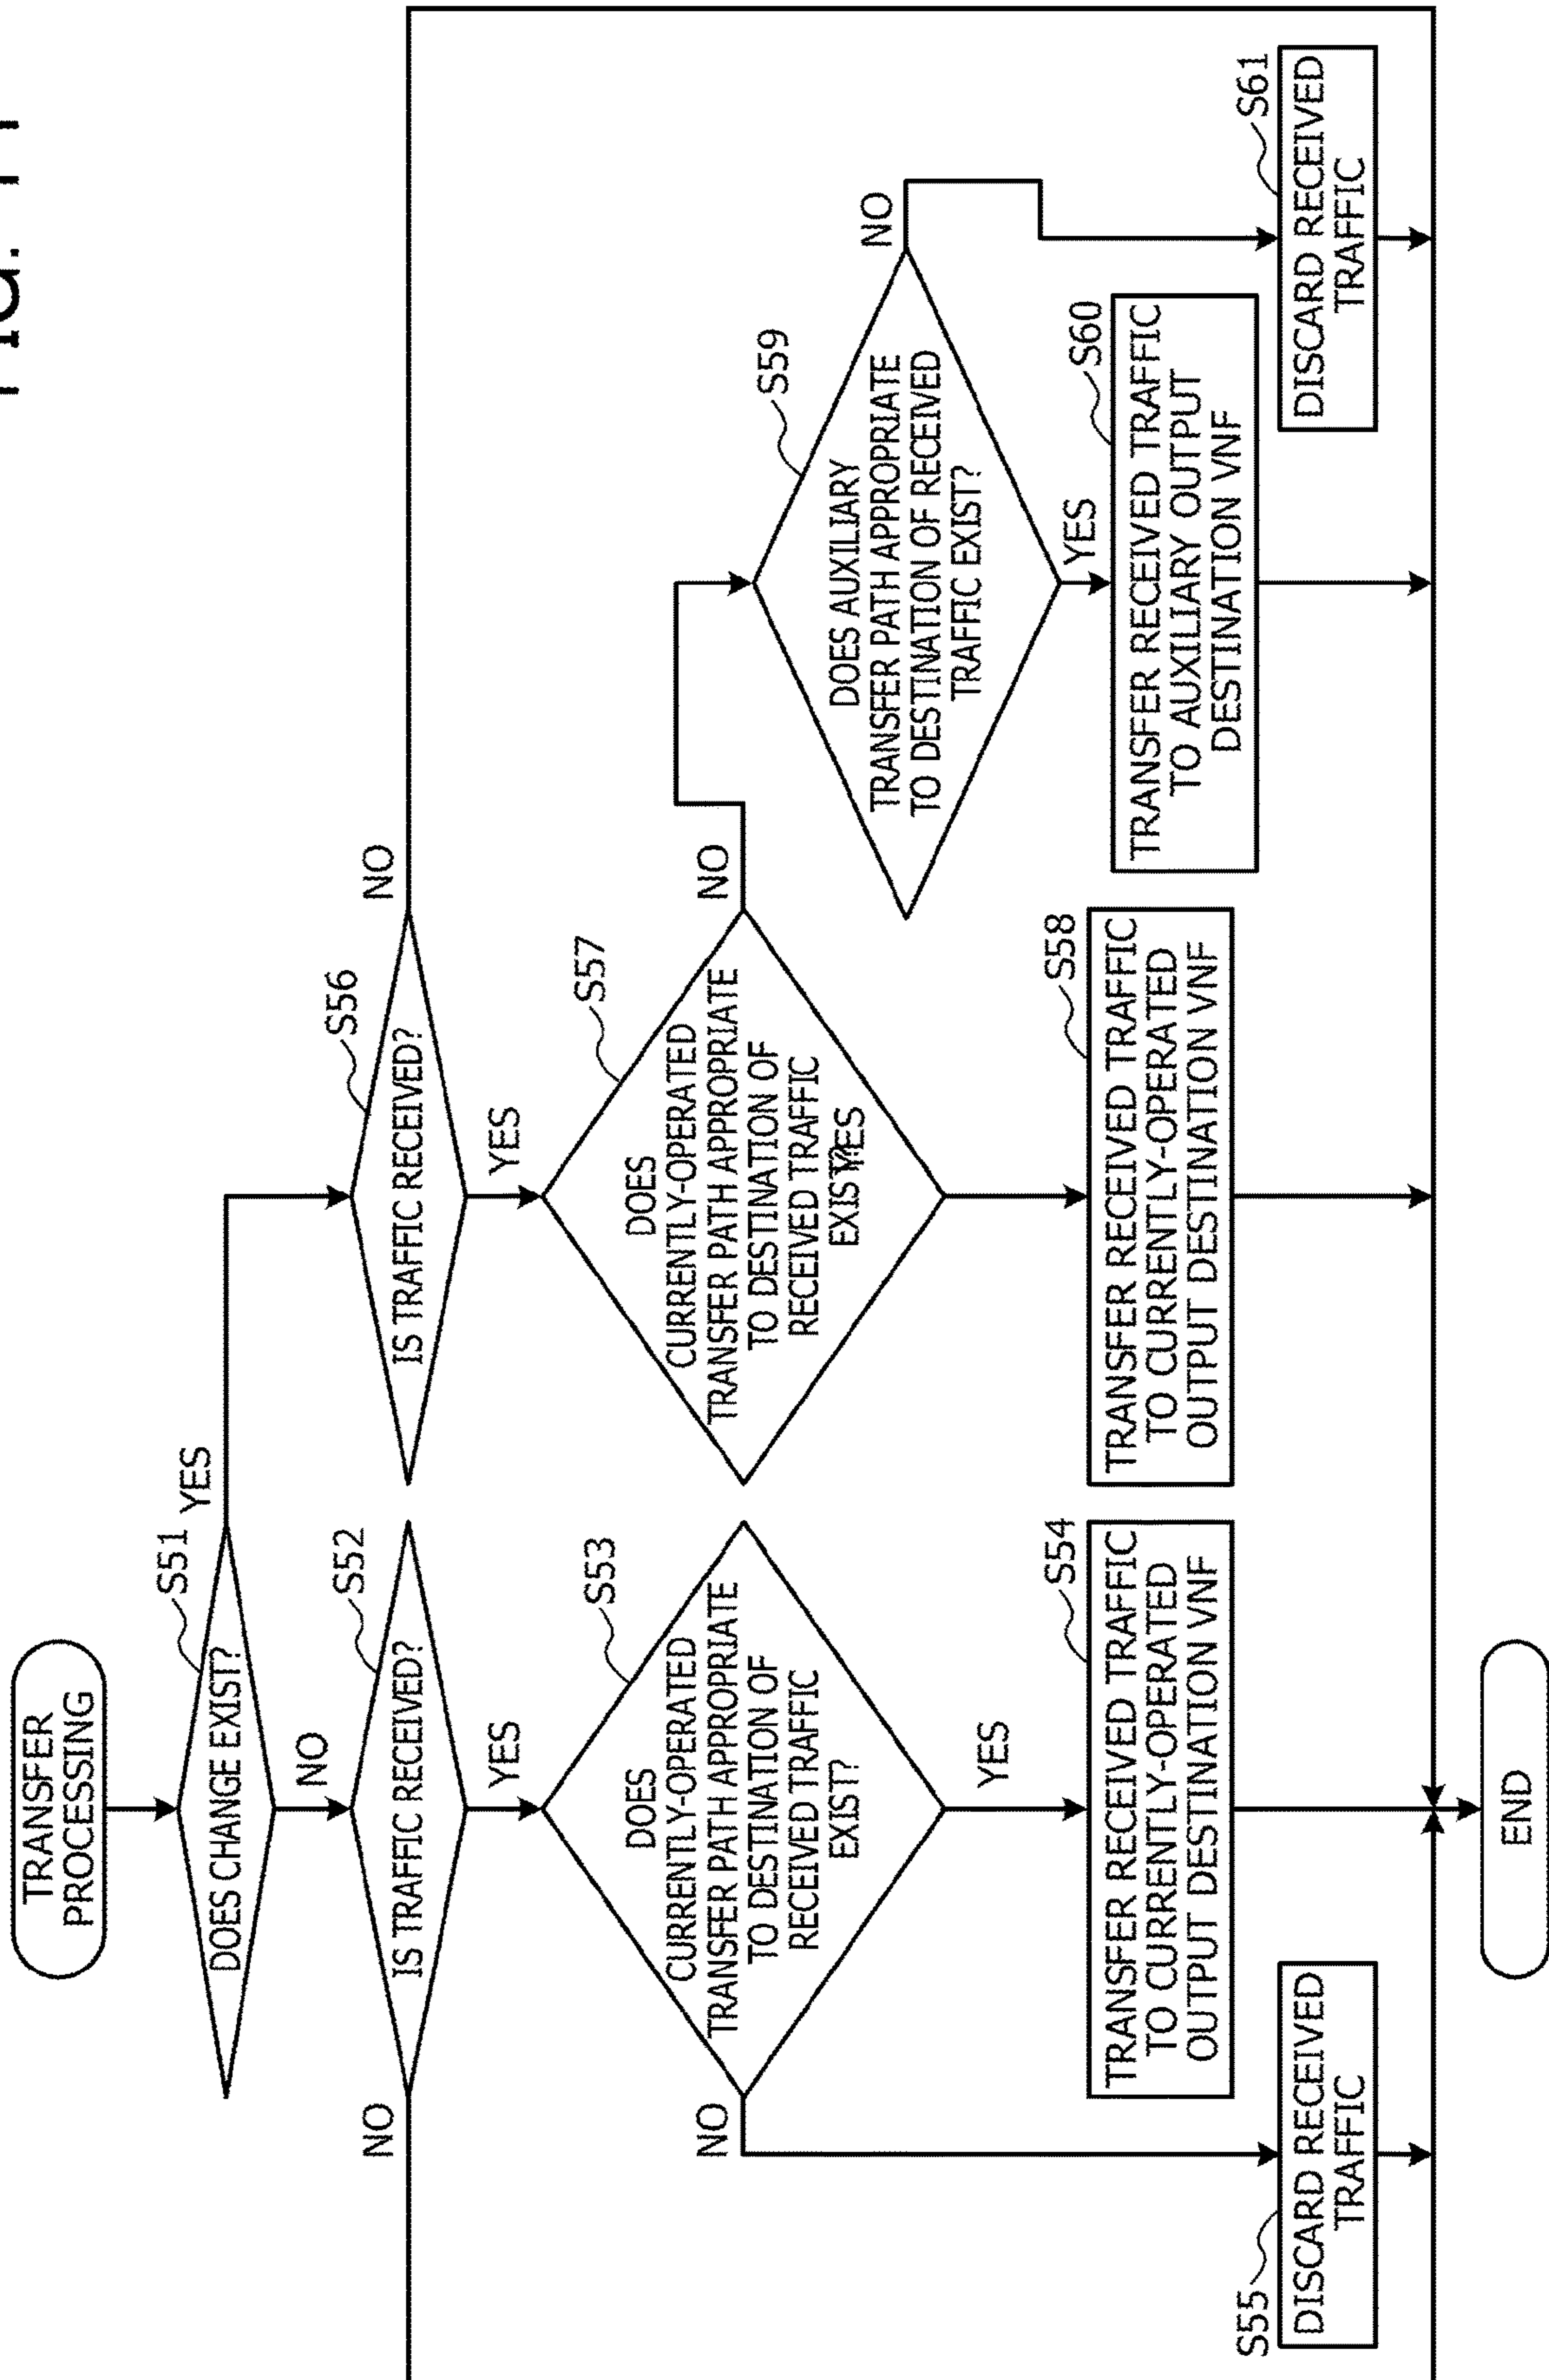 TRANSFER
PROCESSING
S51
DOES CHANGE EXIST?
YES
NO
S52
IS TRAFFIC RECEIVED?
NO
YES
S53
DOES
CURRENTLY-OPERATED
TRANSFER PATH APPROPRIATE
TO DESTINATION OF
RECEIVED TRAFFIC
EXIST?
NO
YES
S54
TRANSFER RECEIVED TRAFFIC
TO CURRENTLY-OPERATED
OUTPUT DESTINATION VNF
S55
DISCARD RECEIVED
TRAFFIC
S56
IS TRAFFIC RECEIVED?
NO
YES
S57
DOES
CURRENTLY-OPERATED
TRANSFER PATH APPROPRIATE
TO DESTINATION OF
RECEIVED TRAFFIC
EXIST?
NO
YES
S58
TRANSFER RECEIVED TRAFFIC
TO CURRENTLY-OPERATED
OUTPUT DESTINATION VNF
S59
DOES AUXILIARY
TRANSFER PATH APPROPRIATE
TO DESTINATION OF RECEIVED
TRAFFIC EXIST?
NO
YES
S60
TRANSFER RECEIVED TRAFFIC
TO AUXILIARY OUTPUT
DESTINATION VNF
S61
DISCARD RECEIVED
TRAFFIC
END